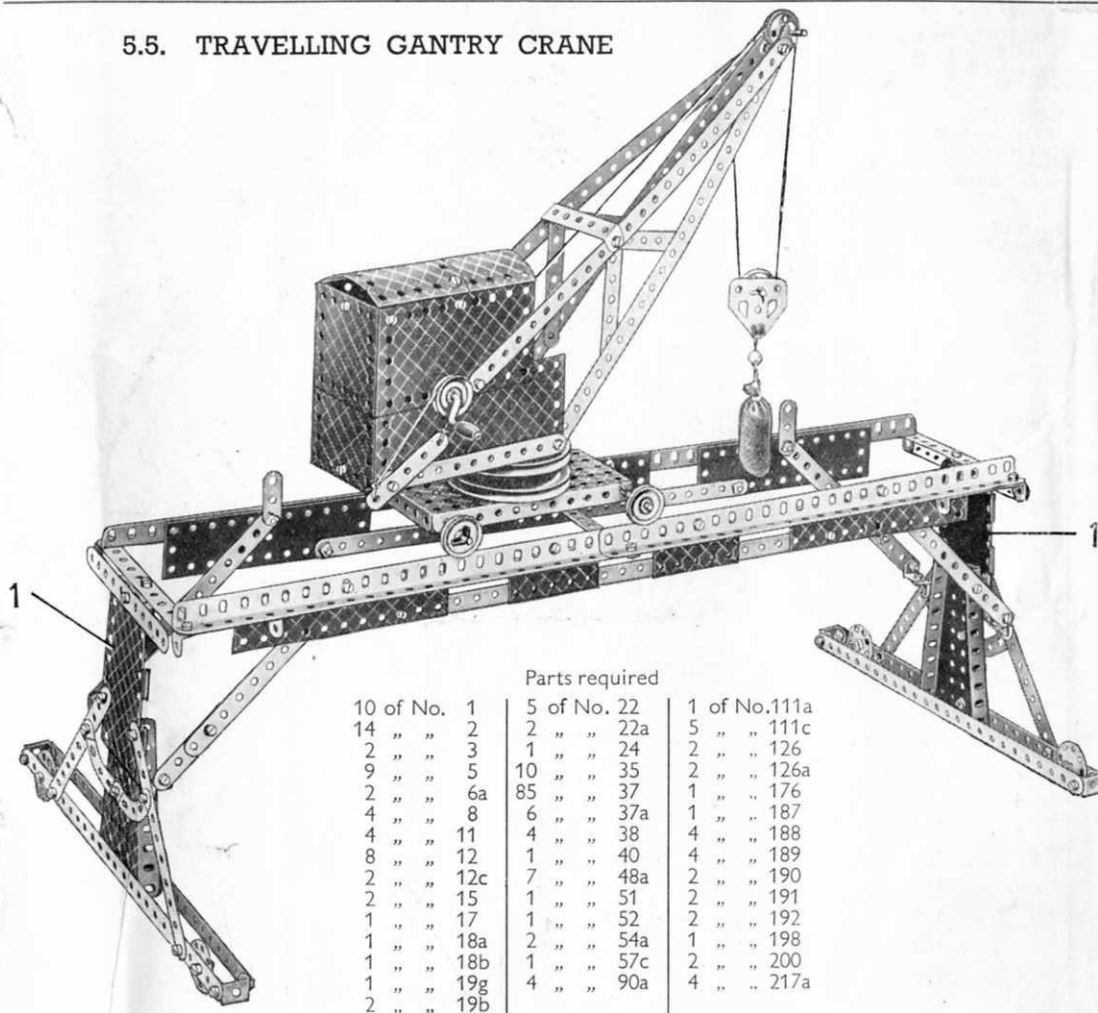 5.5. TRAVELLING GANTRY CRANE
1
1
Parts required
10 of No. 1
14 „ „ 2
2 „ „ 3
9 „ „ 5
2 „ „ 6a
4 „ „ 8
4 „ „ 11
8 „ „ 12
2 „ „ 12c
2 „ „ 15
1 „ „ 17
1 „ „ 18a
1 „ „ 18b
1 „ „ 19g
2 „ „ 19b
5 of No. 22
2 „ „ 22a
1 „ „ 24
10 „ „ 35
85 „ „ 37
6 „ „ 37a
4 „ „ 38
1 „ „ 40
7 „ „ 48a
1 „ „ 51
1 „ „ 52
2 „ „ 54a
1 „ „ 57c
4 „ „ 90a
1 of No.111a
5 „ „ 111c
2 „ „ 126
2 „ „ 126a
1 „ „ 176
1 „ „ 187
4 „ „ 188
4 „ „ 189
2 „ „ 190
2 „ „ 191
2 „ „ 192
1 „ „ 198
2 „ „ 200
4 „ „ 217a